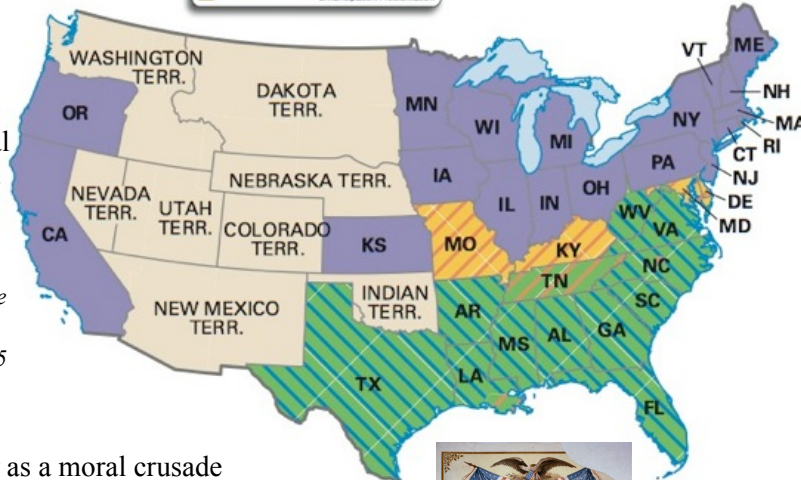 VT
ME
WASHINGTON
TERR.
NH
DAKOTA
TERR.
MN
MA
OR
NY
al
WI
MI
RI
CT
PA
NJ
IA
NEBRASKA TERR.
OH
DE
NEVADA
TERR.
UTAH
TERR.
IL
IN
WV
VA
MD
COLORADO
TERR.
CA
KS
MO
KY
NC
TN
e
INDIAN
TERR.
NEW MEXICO
TERR.
AR
SC
MS
AL
GA
5
TX
LA
FL
as a moral crusade